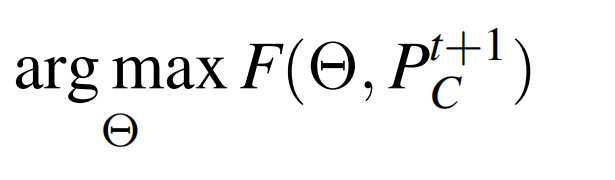 arg max F(Θ, P_C^{t+1})
Θ